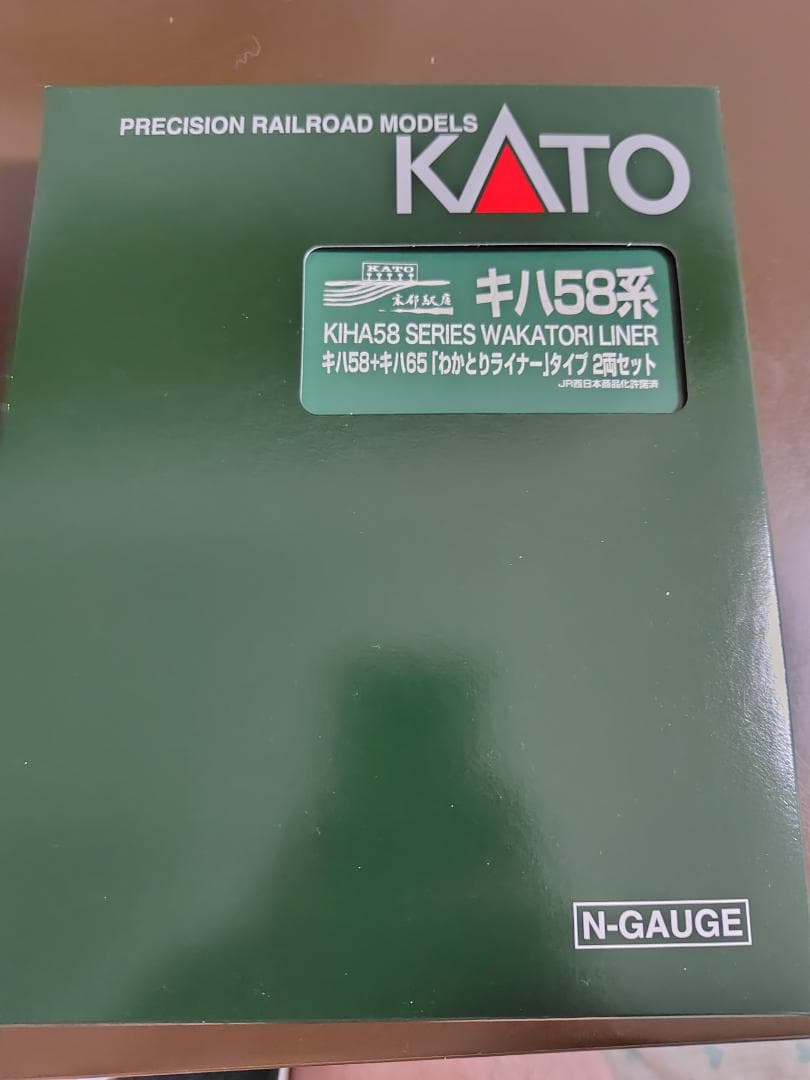 PRECISION RAILROAD MODELS
KATO
KATO
京都駅店
キハ58系
KIHA58 SERIES WAKATORI LINER
キハ58+キハ65「わかとりライナー」タイプ 2両セット
JR西日本商品化許諾済
N-GAUGE